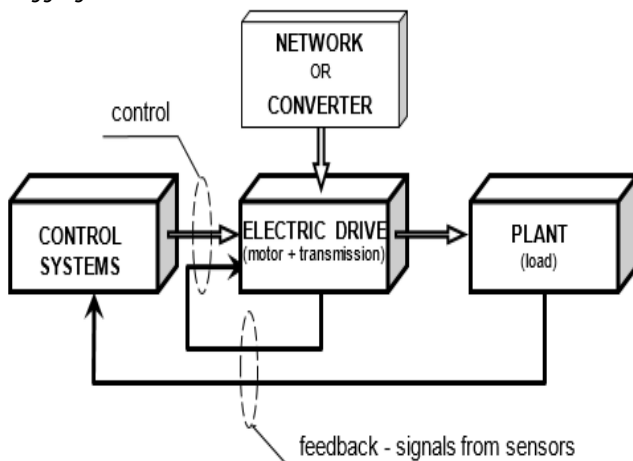 NETWORK
OR
CONVERTER
control
CONTROL
SYSTEMS
ELECTRIC DRIVE
(motor + transmission)
PLANT
(load)
feedback - signals from sensors